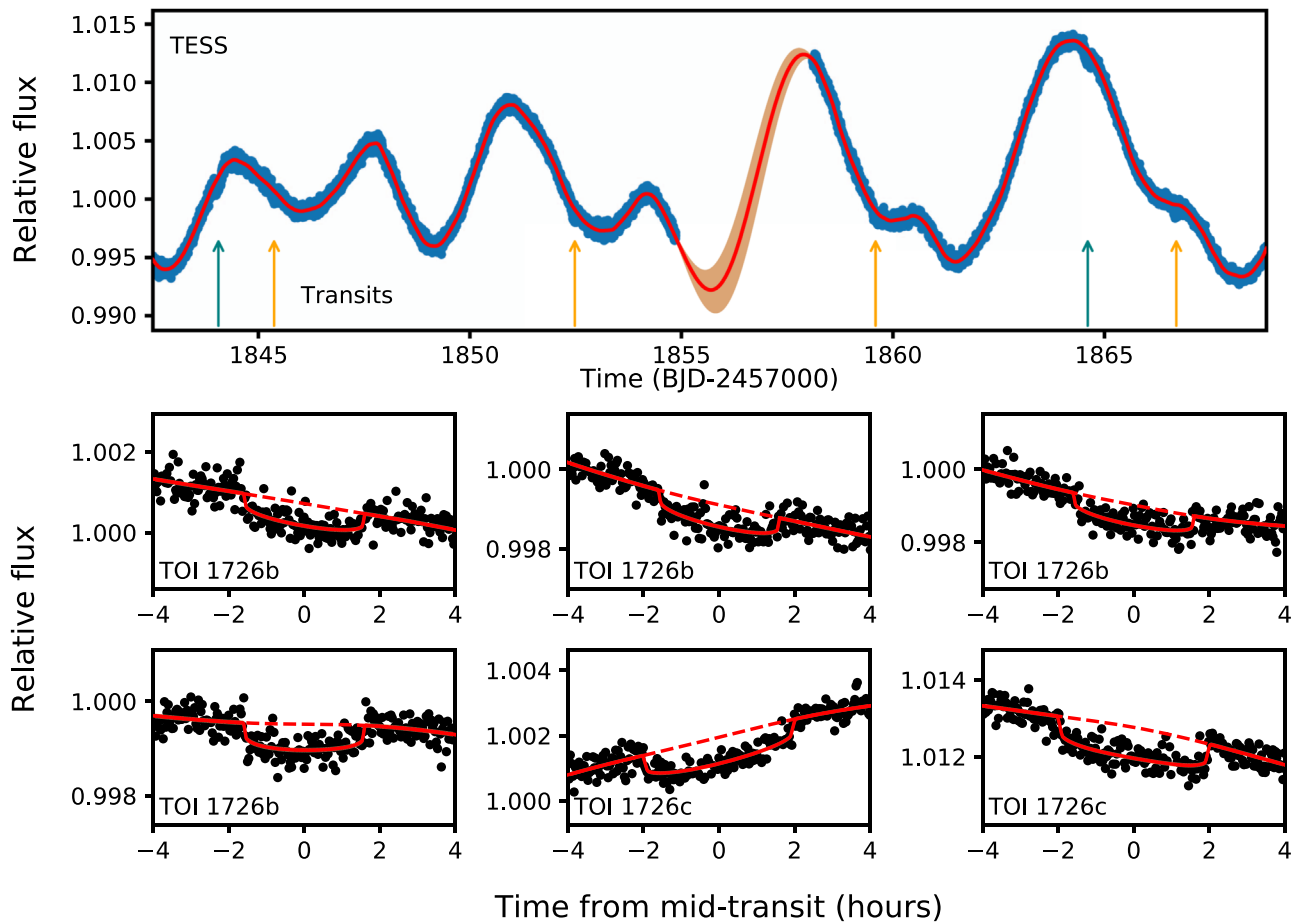 Relative flux
1.015
1.010
1.005
1.000
0.995
0.990
TESS
Transits
1845 1850 1855 1860 1865
Time (BJD-2457000)
Relative flux
1.002
1.000
TOI 1726b
−4 −2 0 2 4
1.000
0.998
TOI 1726b
−4 −2 0 2 4
1.000
0.998
TOI 1726b
−4 −2 0 2 4
1.000
0.998
TOI 1726b
−4 −2 0 2 4
1.004
1.002
1.000
TOI 1726c
−4 −2 0 2 4
1.014
1.012
TOI 1726c
−4 −2 0 2 4
Time from mid-transit (hours)